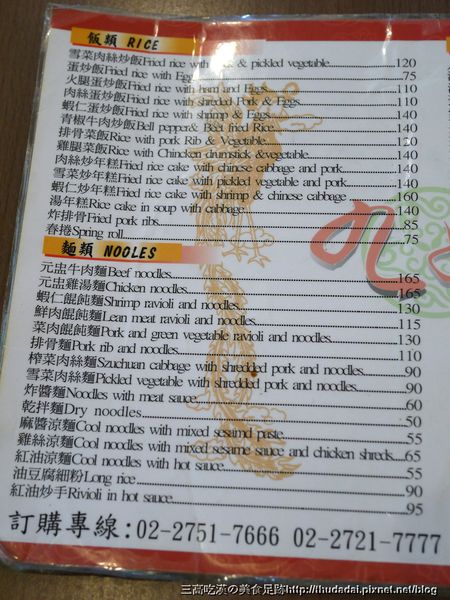 飯類 RICE
雪菜肉絲炒飯Fried rice with & pickled vegetable 120
蛋炒飯Fried rice with Egg 75
火腿蛋炒飯Fried rice with ham and Eggs 110
肉絲蛋炒飯Fried rice with shreded Pork & Eggs 110
蝦仁蛋炒飯Fried rice with shrimp & Eggs 110
青椒牛肉炒飯Bell pepper& Beef fried Rice 140
排骨菜飯Rice with pork Rib & Vegetable 140
雞腿菜飯Rice with Chincken drumstick &vegetable 120
肉絲炒年糕Fried rice cake with chinese cabbage and pork 140
雪菜炒年糕Fried rice cake with pickled vegetable and pork 140
蝦仁炒年糕Fried rice cake with shrimp & chinese cabbage 160
湯年糕Rice cake in soup with cabbage 140
炸排骨Fried pork ribs 85
春捲Spring roll 75
麵類 NOOLES
元盅牛肉麵Beef noodles 165
元盅雞湯麵Chicken noodles 165
蝦仁餛飩麵Shrimp ravioli and noodles 130
鮮肉餛飩麵Lean meat ravioli and noodles 115
菜肉餛飩麵Pork and green vegetable ravioli and noodles 130
排骨麵Pork rib and noodles 110
榨菜肉絲麵Szchuan cabbage with shredded pork and noodles 90
雪菜肉絲麵Pickled vegetable with shredded pork and noodles 90
炸醬麵Noodles with meat sauce 60
乾拌麵Dry noodles 50
麻醬涼麵Cool noodles with mixed sesamd paste 55
雞絲涼麵Cool noodles with mixed sesame sauce and chicken shreds 65
紅油涼麵Cool noodles with hot sauce 55
油豆腐細粉Long rice 90
紅油炒手Rivioli in hot sauce 95
訂購專線:02-2751-7666 02-2721-7777
三高吃漢の美食足跡http://thudadai.pixnet.net/blog